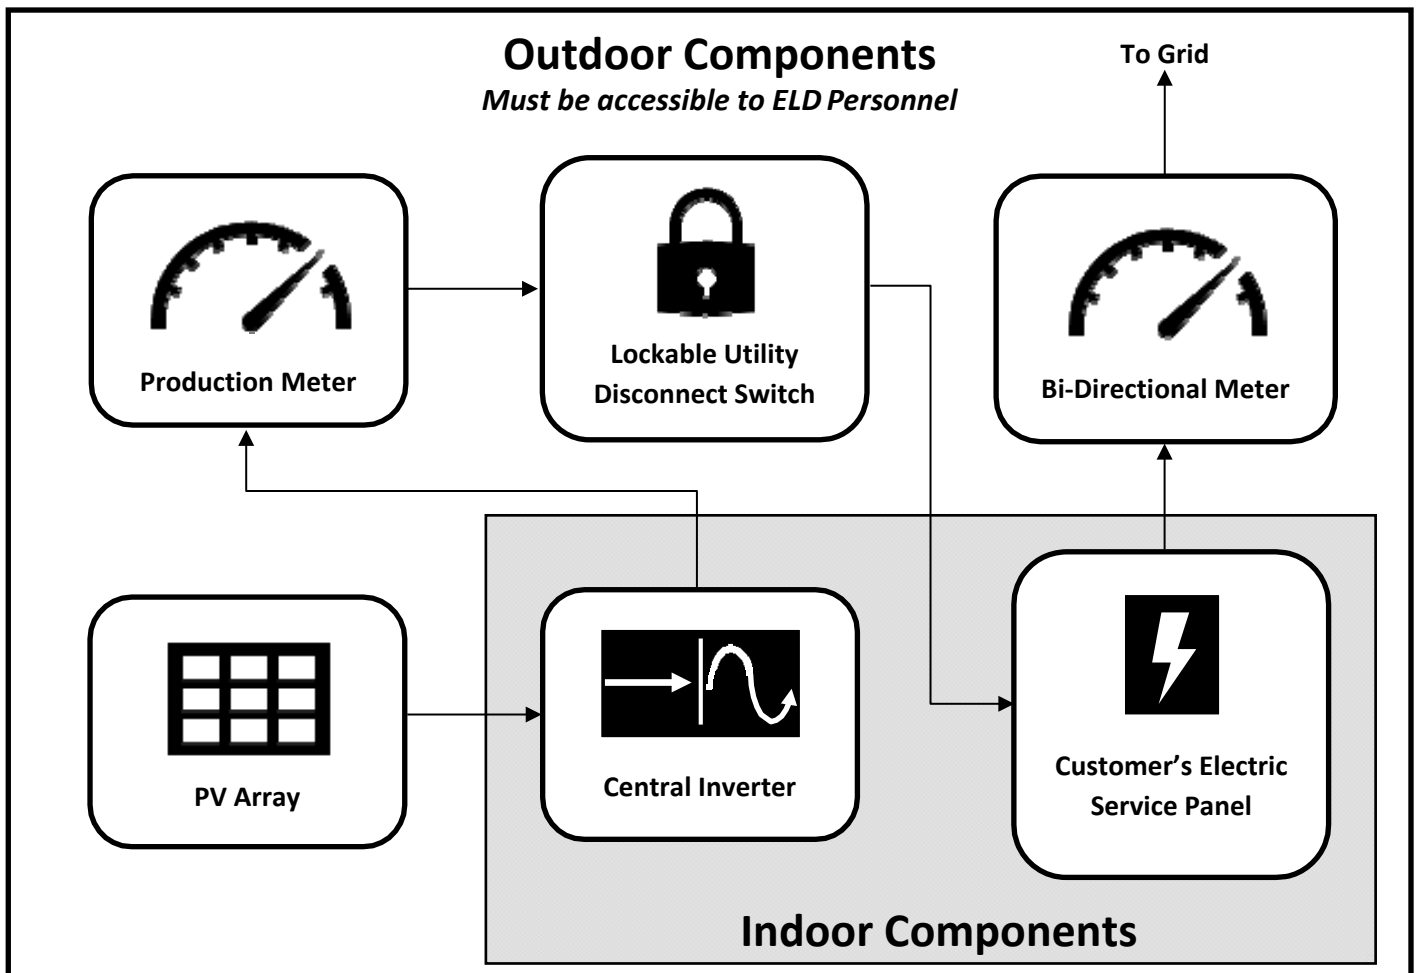 Outdoor Components
Must be accessible to ELD Personnel
To Grid
Production Meter
Lockable Utility
Disconnect Switch
Bi-Directional Meter
PV Array
Central Inverter
Customer’s Electric
Service Panel
Indoor Components